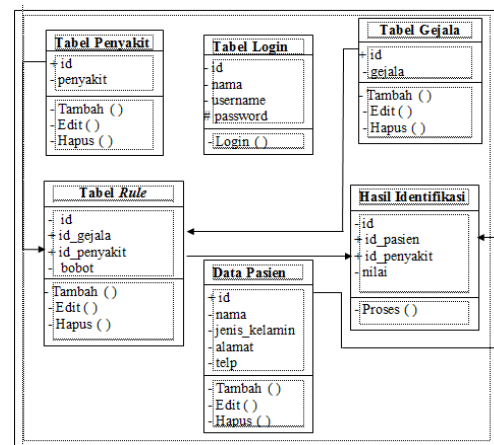 Tabel Penyakit
+ id
- penyakit
- Tambah ( )
- Edit ( )
- Hapus ( )
Tabel Login
- id
- nama
- username
# password
- Login ( )
Tabel Gejala
+ id
- gejala
- Tambah ( )
- Edit ( )
- Hapus ( )
Tabel Rule
- id
+ id_gejala
+ id_penyakit
- bobot
- Tambah ( )
- Edit ( )
- Hapus ( )
Data Pasien
+ id
- nama
- jenis_kelamin
- alamat
- telp
- Tambah ( )
- Edit ( )
- Hapus ( )
Hasil Identifikasi
- id
+ id_pasien
+ id_penyakit
- nilai
- Proses ( )